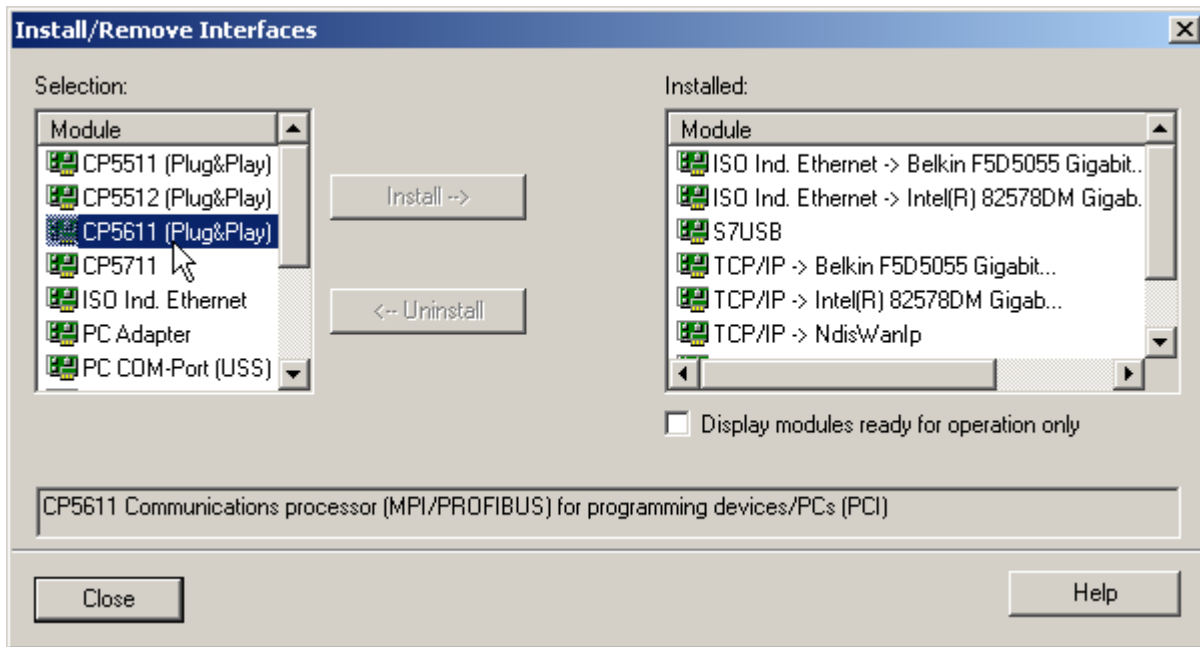 Install/Remove Interfaces
Selection:
Module
CP5511 (Plug&Play)
CP5512 (Plug&Play)
CP5611 (Plug&Play)
CP5711
ISO Ind. Ethernet
PC Adapter
PC COM-Port (USS)
Install -->
<-- Uninstall
Installed:
Module
ISO Ind. Ethernet -> Belkin F5D5055 Gigabit..
ISO Ind. Ethernet -> Intel(R) 82578DM Gigab.
S7USB
TCP/IP -> Belkin F5D5055 Gigabit...
TCP/IP -> Intel(R) 82578DM Gigab...
TCP/IP -> NdisWanIp
Display modules ready for operation only
CP5611 Communications processor (MPI/PROFIBUS) for programming devices/PCs (PCI)
Close
Help